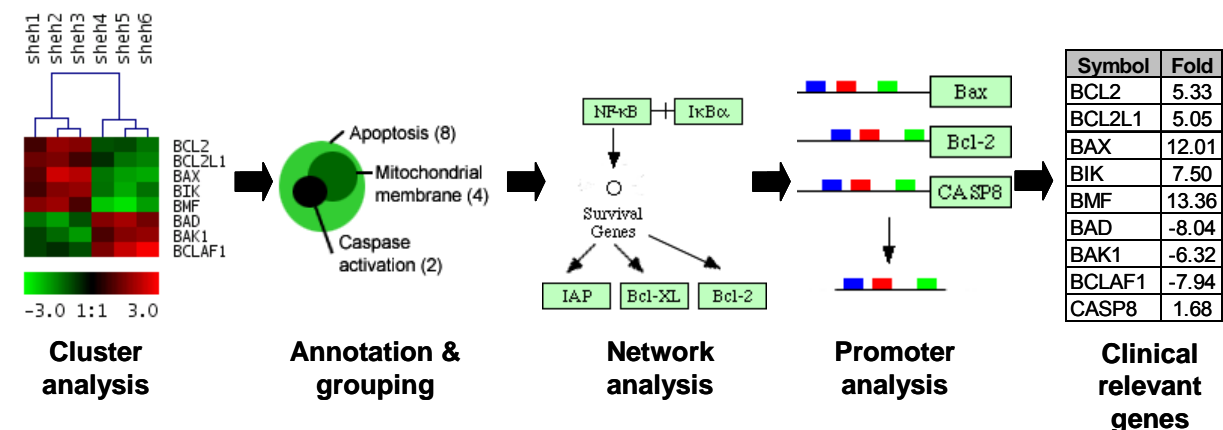 sheh1
sheh2
sheh3
sheh4
sheh5
sheh6
BCL2
BCL2L1
BAX
BIK
BMF
BAD
BAK1
BCLAF1
-3.0 1:1 3.0
Cluster
analysis
Apoptosis (8)
Mitochondrial
membrane (4)
Caspase
activation (2)
Annotation &
grouping
NF-κB
IκBα
Survival
Genes
IAP
Bcl-XL
Bcl-2
Network
analysis
Bax
Bcl-2
CASP8
Promoter
analysis
Symbol Fold
BCL2 5.33
BCL2L1 5.05
BAX 12.01
BIK 7.50
BMF 13.36
BAD -8.04
BAK1 -6.32
BCLAF1 -7.94
CASP8 1.68
Clinical
relevant
genes